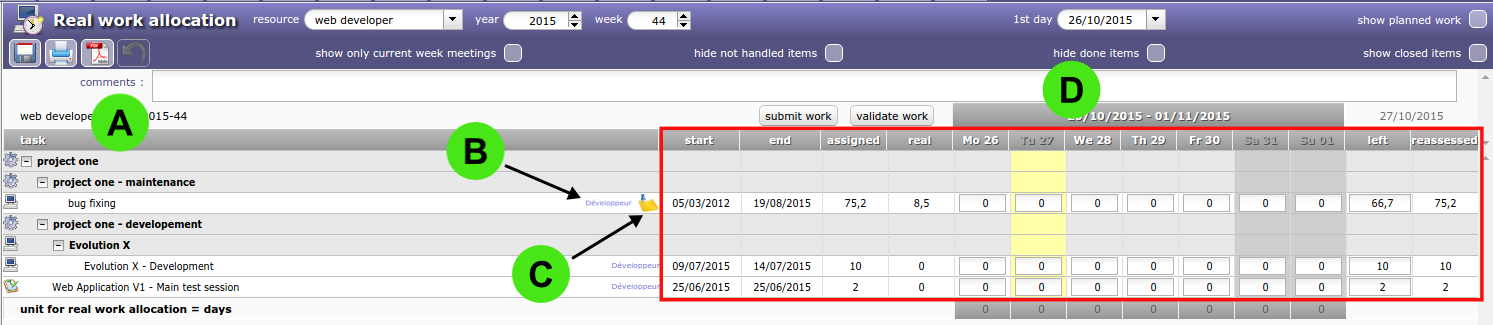 Real work allocation resource web developer year 2015 week 44 1st day 26/10/2015 show planned work
show only current week meetings hide not handled items hide done items show closed items
comments :
D
A
web develope 015-44 submit work validate work /10/2015 - 01/11/2015 27/10/2015
task start end assigned real Mo 26 Tu 27 We 28 Th 29 Fr 30 Sa 31 Su 01 left reassessed
B
project one
project one - maintenance
bug fixing Développeur 05/03/2012 19/08/2015 75,2 8,5 0 0 0 0 0 0 0 66,7 75,2
project one - developement
Evolution X
C
Evolution X - Development Développeur 09/07/2015 14/07/2015 10 0 0 0 0 0 0 0 0 10 10
Web Application V1 - Main test session Développeur 25/06/2015 25/06/2015 2 0 0 0 0 0 0 0 0 2 2
unit for real work allocation = days 0 0 0 0 0 0 0